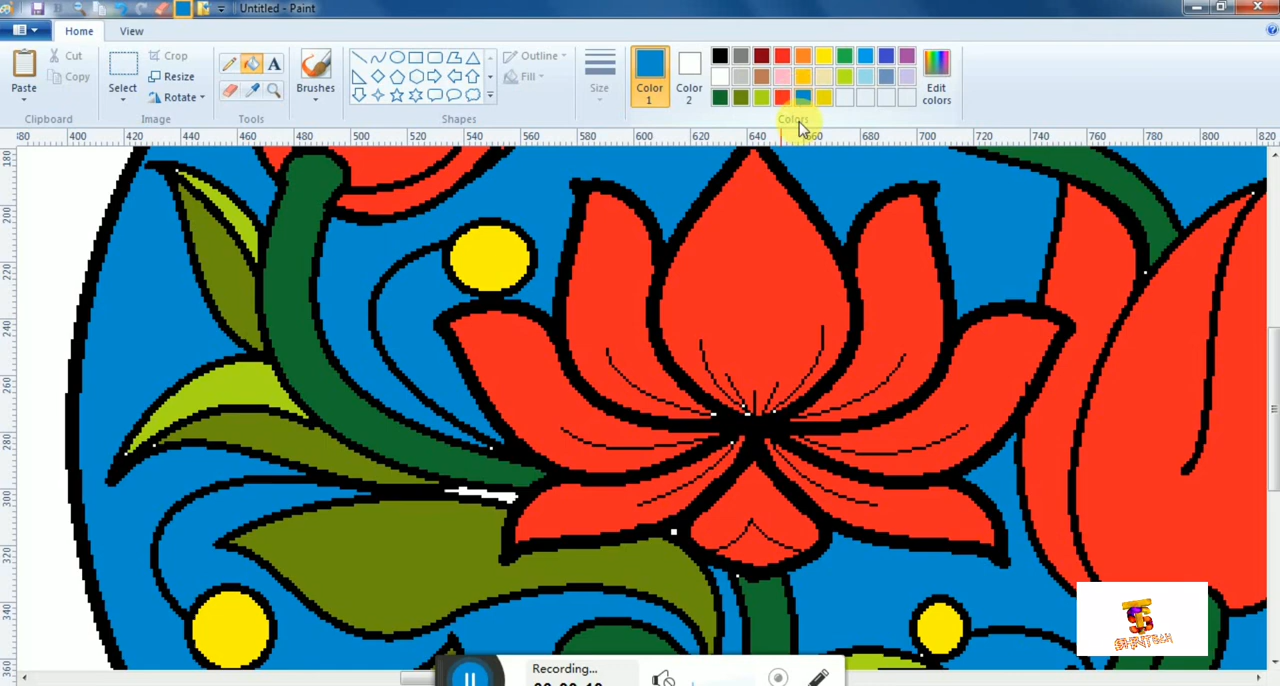 Untitled - Paint
Home
View
Paste
Cut
Copy
Clipboard
Select
Crop
Resize
Rotate
Image
A
Tools
Brushes
Outline
Fill
Shapes
Size
Color 1
Color 2
Edit colors
Colors
380 400 420 440 460 480 500 520 540 560 580 600 620 640 660 680 700 720 740 760 780 800 820
180
200
220
240
260
280
300
320
340
360
Recording...